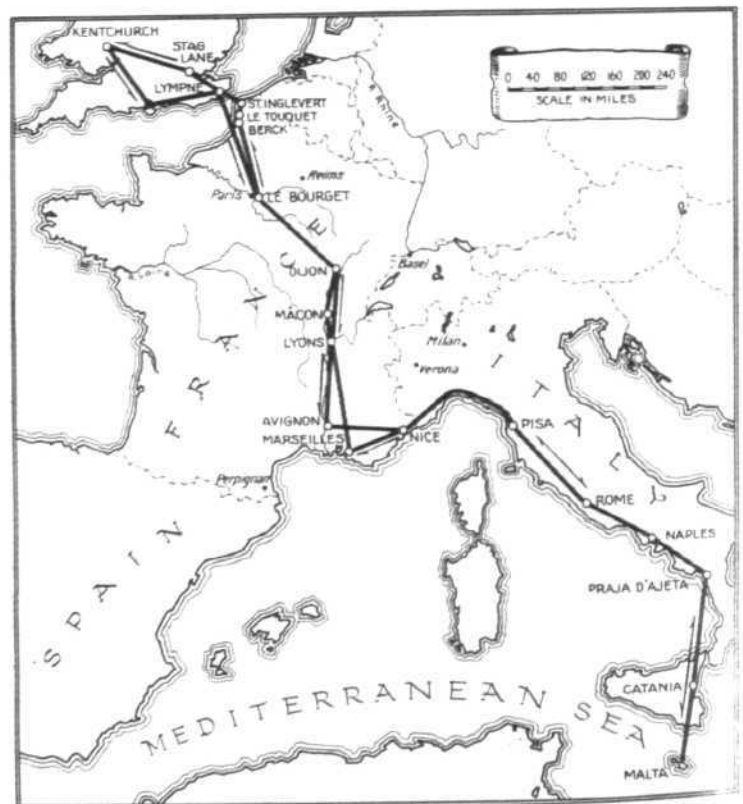 KENTCHURCH
STAG
LANE
LYMPNE
ST. INGLEVERT
LE TOUQUET
BERCK
0 40 80 120 160 200 240
SCALE IN MILES
R. Rhine
Reims
Paris
LE BOURGET
R. Loire
FRANCE
DIJON
Basel
MACON
LYONS
Milan
Verona
ITALY
AVIGNON
MARSEILLES
NICE
PISA
Perpignan
ROME
NAPLES
SPAIN
PRAJA D'AJETA
CATANIA
MEDITERRANEAN SEA
MALTA